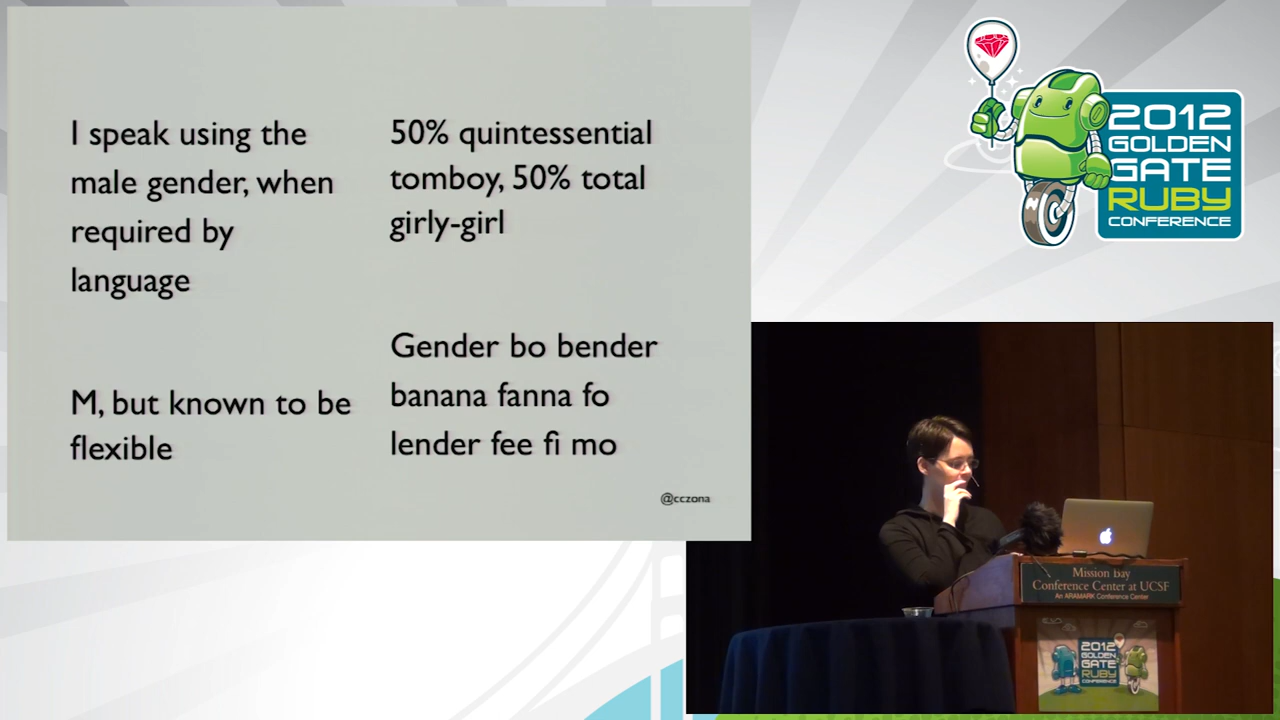 I speak using the
male gender, when
required by
language
M, but known to be
flexible
50% quintessential
tomboy, 50% total
girly-girl
Gender bo bender
banana fanna fo
lender fee fi mo
@cczona
2012
GOLDEN
GATE
RUBY
CONFERENCE
Mission Bay
Conference Center at UCSF
An ARAMARK Conference Center
2012
GOLDEN
GATE
RUBY
CONFERENCE